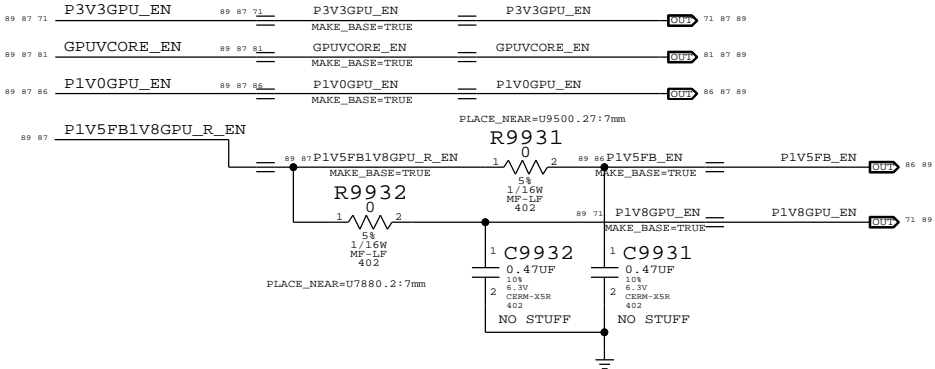 P3V3GPU_EN 89 87 71 P3V3GPU_EN P3V3GPU_EN
89 87 71 MAKE_BASE=TRUE OUT 71 87 89
GPUVCORE_EN 89 87 81 GPUVCORE_EN GPUVCORE_EN
89 87 81 MAKE_BASE=TRUE OUT 81 87 89
P1V0GPU_EN 89 87 86 P1V0GPU_EN P1V0GPU_EN
89 87 86 MAKE_BASE=TRUE OUT 86 87 89
PLACE_NEAR=U9500.27:7mm
P1V5FB1V8GPU_R_EN
89 87
R9931
0
89 87 P1V5FB1V8GPU_R_EN 1 2 89 86 P1V5FB_EN P1V5FB_EN
MAKE_BASE=TRUE MAKE_BASE=TRUE OUT 86 89
5%
1/16W
MF-LF
402
R9932
0
1 2 89 71 P1V8GPU_EN P1V8GPU_EN
MAKE_BASE=TRUE OUT 71 89
5%
1/16W
MF-LF
402
PLACE_NEAR=U7880.2:7mm
1 C9932
0.47UF
10%
2 6.3V
CERM-X5R
402
NO STUFF
1 C9931
0.47UF
10%
2 6.3V
CERM-X5R
402
NO STUFF